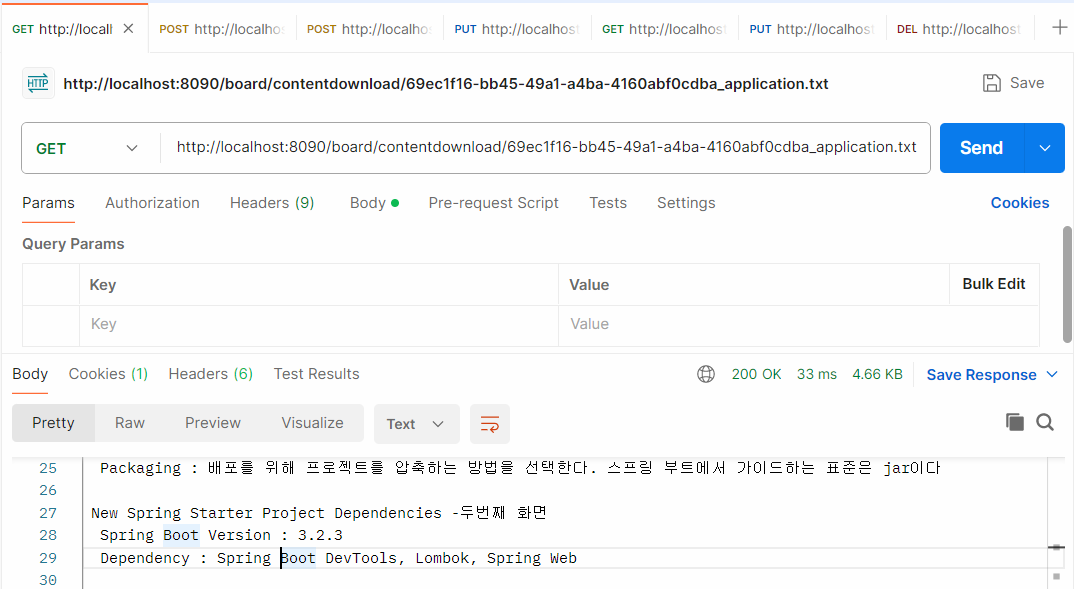 GET http://locall
POST http://localhos
POST http://localho
PUT http://localhost
GET http://localhost
PUT http://localhost
DEL http://localhost
HTTP http://localhost:8090/board/contentdownload/69ec1f16-bb45-49a1-a4ba-4160abf0cdba_application.txt Save
GET http://localhost:8090/board/contentdownload/69ec1f16-bb45-49a1-a4ba-4160abf0cdba_application.txt Send
Params Authorization Headers (9) Body Pre-request Script Tests Settings Cookies
Query Params
Key Value Bulk Edit
Key Value
Body Cookies (1) Headers (6) Test Results 200 OK 33 ms 4.66 KB Save Response
Pretty Raw Preview Visualize Text
25 Packaging : 배포를 위해 프로젝트를 압축하는 방법을 선택한다. 스프링 부트에서 가이드하는 표준은 jar이다
26
27 New Spring Starter Project Dependencies -두번째 화면
28 Spring Boot Version : 3.2.3
29 Dependency : Spring Boot DevTools, Lombok, Spring Web
30